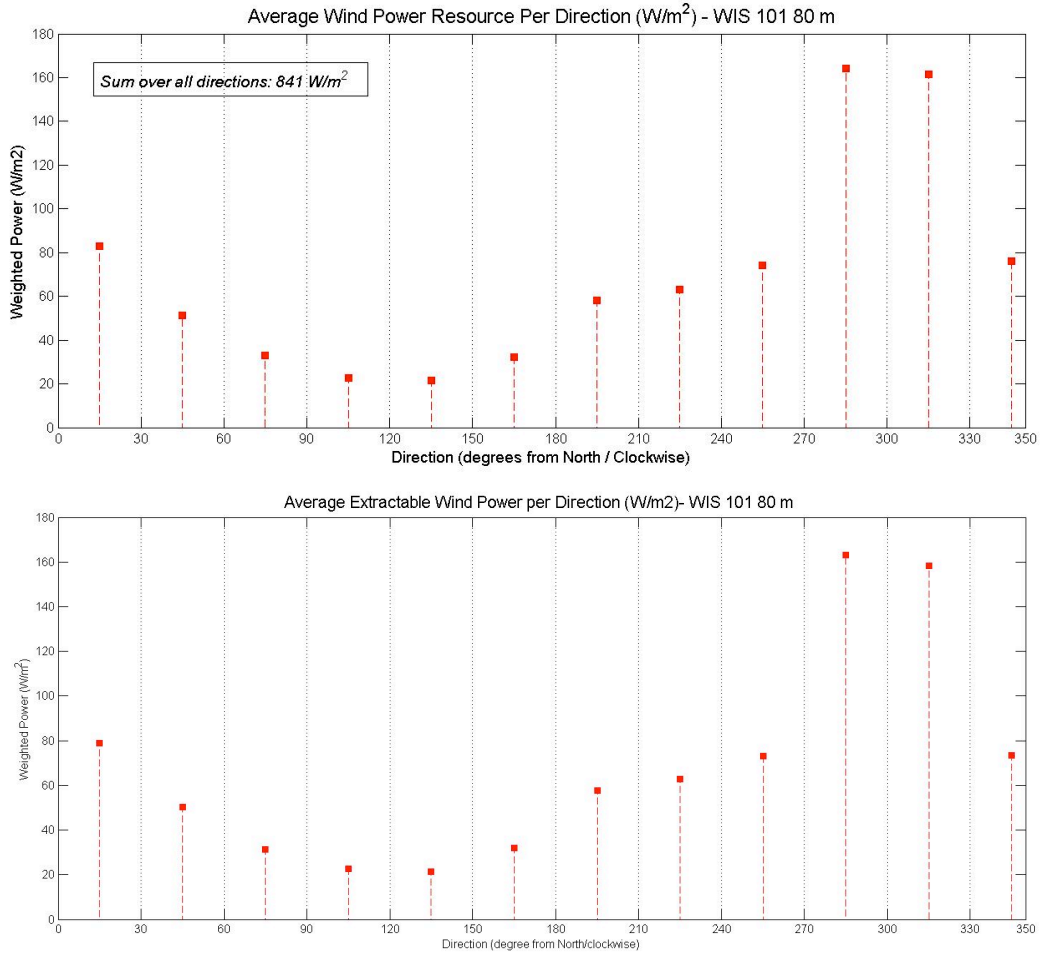 Average Wind Power Resource Per Direction (W/m²) - WIS 101 80 m
Sum over all directions: 841 W/m²
Weighted Power (W/m2)
180
160
140
120
100
80
60
40
20
0
0 30 60 90 120 150 180 210 240 270 300 330 350
Direction (degrees from North / Clockwise)
Average Extractable Wind Power per Direction (W/m2)- WIS 101 80 m
Weighted Power (W/m²)
180
160
140
120
100
80
60
40
20
0
0 30 60 90 120 150 180 210 240 270 300 330 350
Direction (degree from North/clockwise)